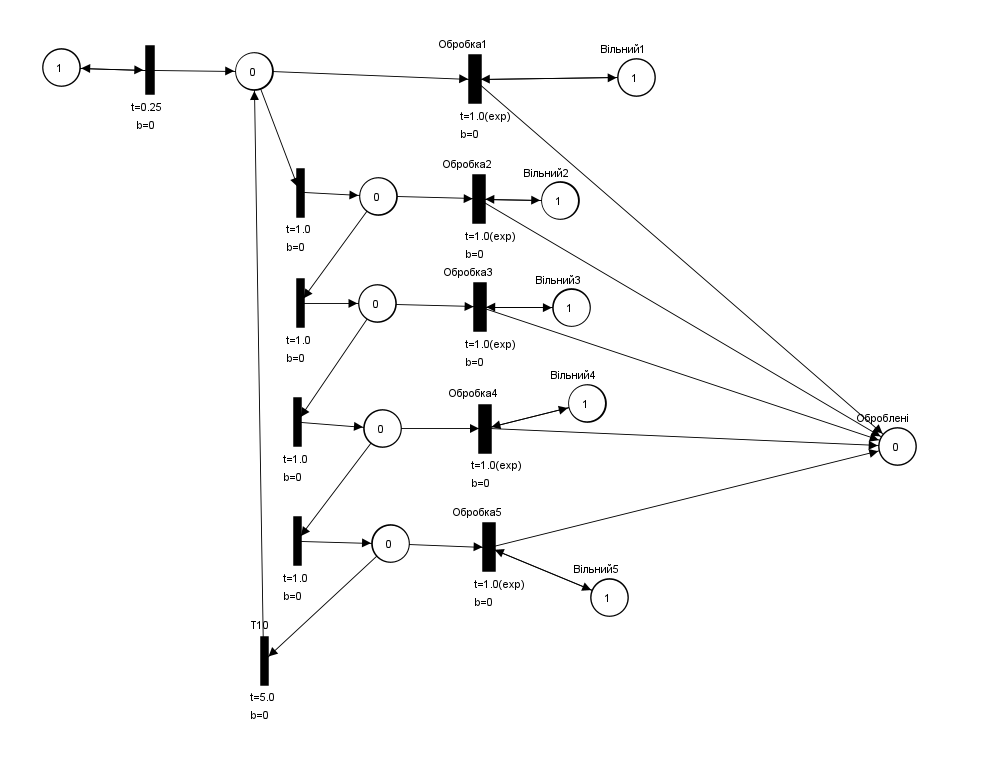 Обробка1
Вільний1
1
0
1
t=0.25
b=0
t=1.0(exp)
b=0
Обробка2
Вільний2
0
1
t=1.0
b=0
t=1.0(exp)
b=0
Обробка3
Вільний3
0
1
t=1.0
b=0
t=1.0(exp)
b=0
Обробка4
Вільний4
1
0
t=1.0
b=0
t=1.0(exp)
b=0
Оброблені
0
Обробка5
0
t=1.0
b=0
t=1.0(exp)
b=0
Вільний5
1
T10
t=5.0
b=0